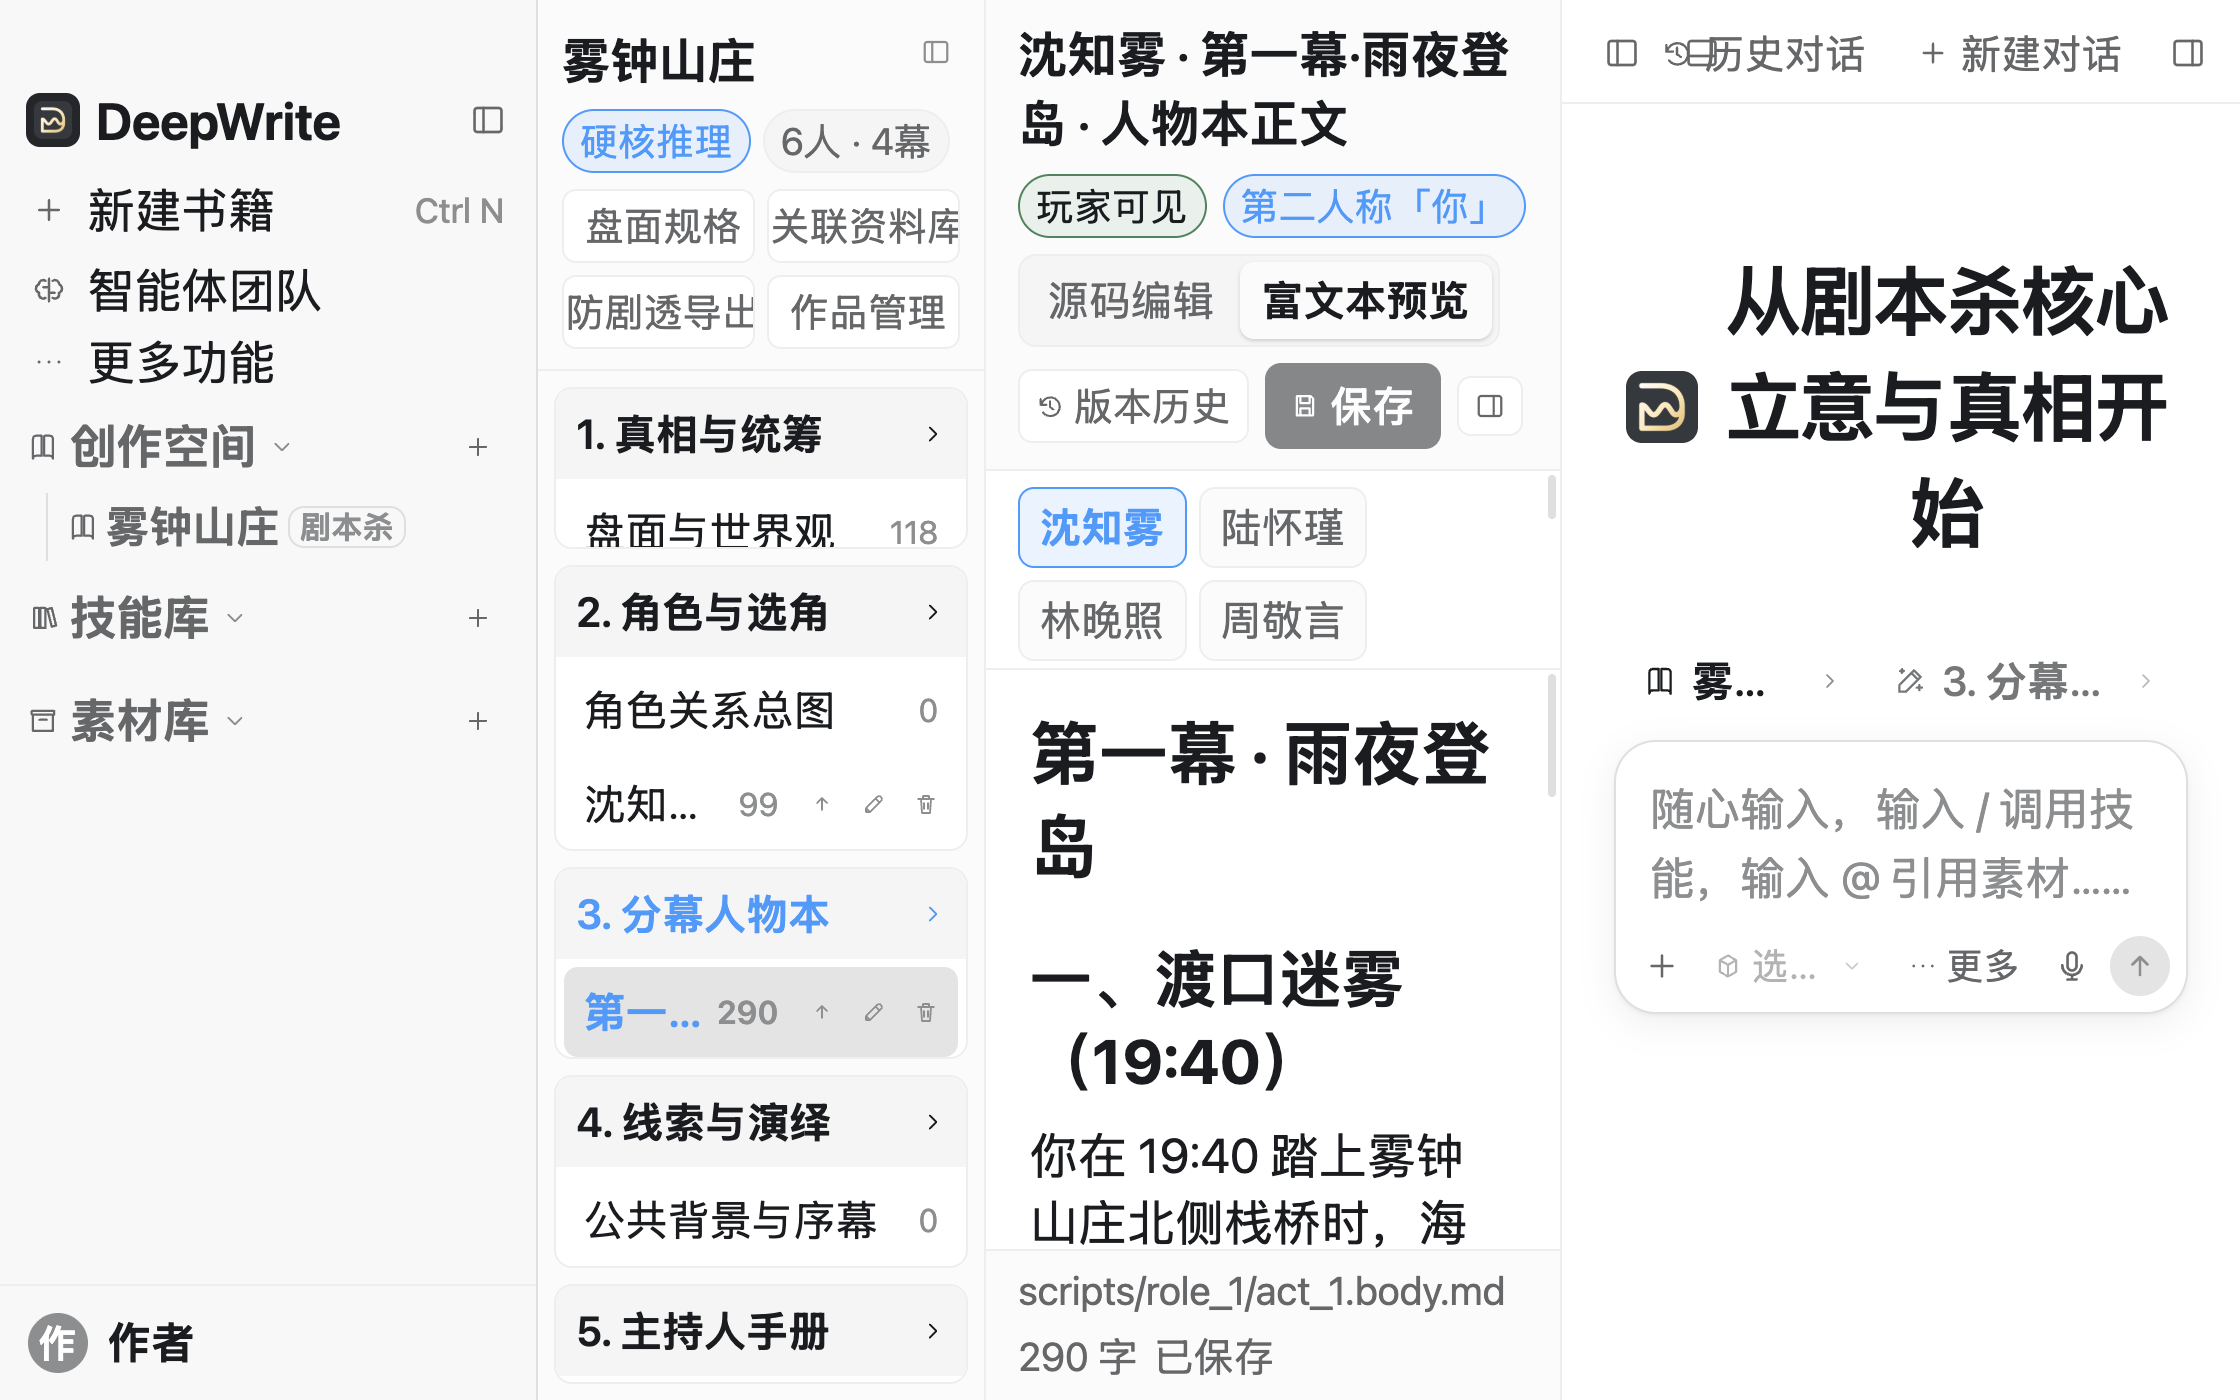 DeepWrite
新建书籍 Ctrl N
智能体团队
更多功能
创作空间
雾钟山庄 剧本杀
技能库
素材库
作 作者
雾钟山庄
硬核推理 6人 · 4幕
盘面规格 关联资料库
防剧透导出 作品管理
1. 真相与统筹
盘面与世界观 118
2. 角色与选角
角色关系总图 0
沈知... 99
3. 分幕人物本
第一... 290
4. 线索与演绎
公共背景与序幕 0
5. 主持人手册
沈知雾 · 第一幕·雨夜登
岛 · 人物本正文
玩家可见 第二人称「你」
源码编辑 富文本预览
版本历史 保存
沈知雾 陆怀瑾
林晚照 周敬言
第一幕 · 雨夜登
岛
一、渡口迷雾
（19:40）
你在 19:40 踏上雾钟
山庄北侧栈桥时，海
scripts/role_1/act_1.body.md
290 字 已保存
历史对话 新建对话
从剧本杀核心
立意与真相开
始
雾... 3. 分幕...
随心输入，输入 / 调用技
能，输入 @ 引用素材......
选... 更多